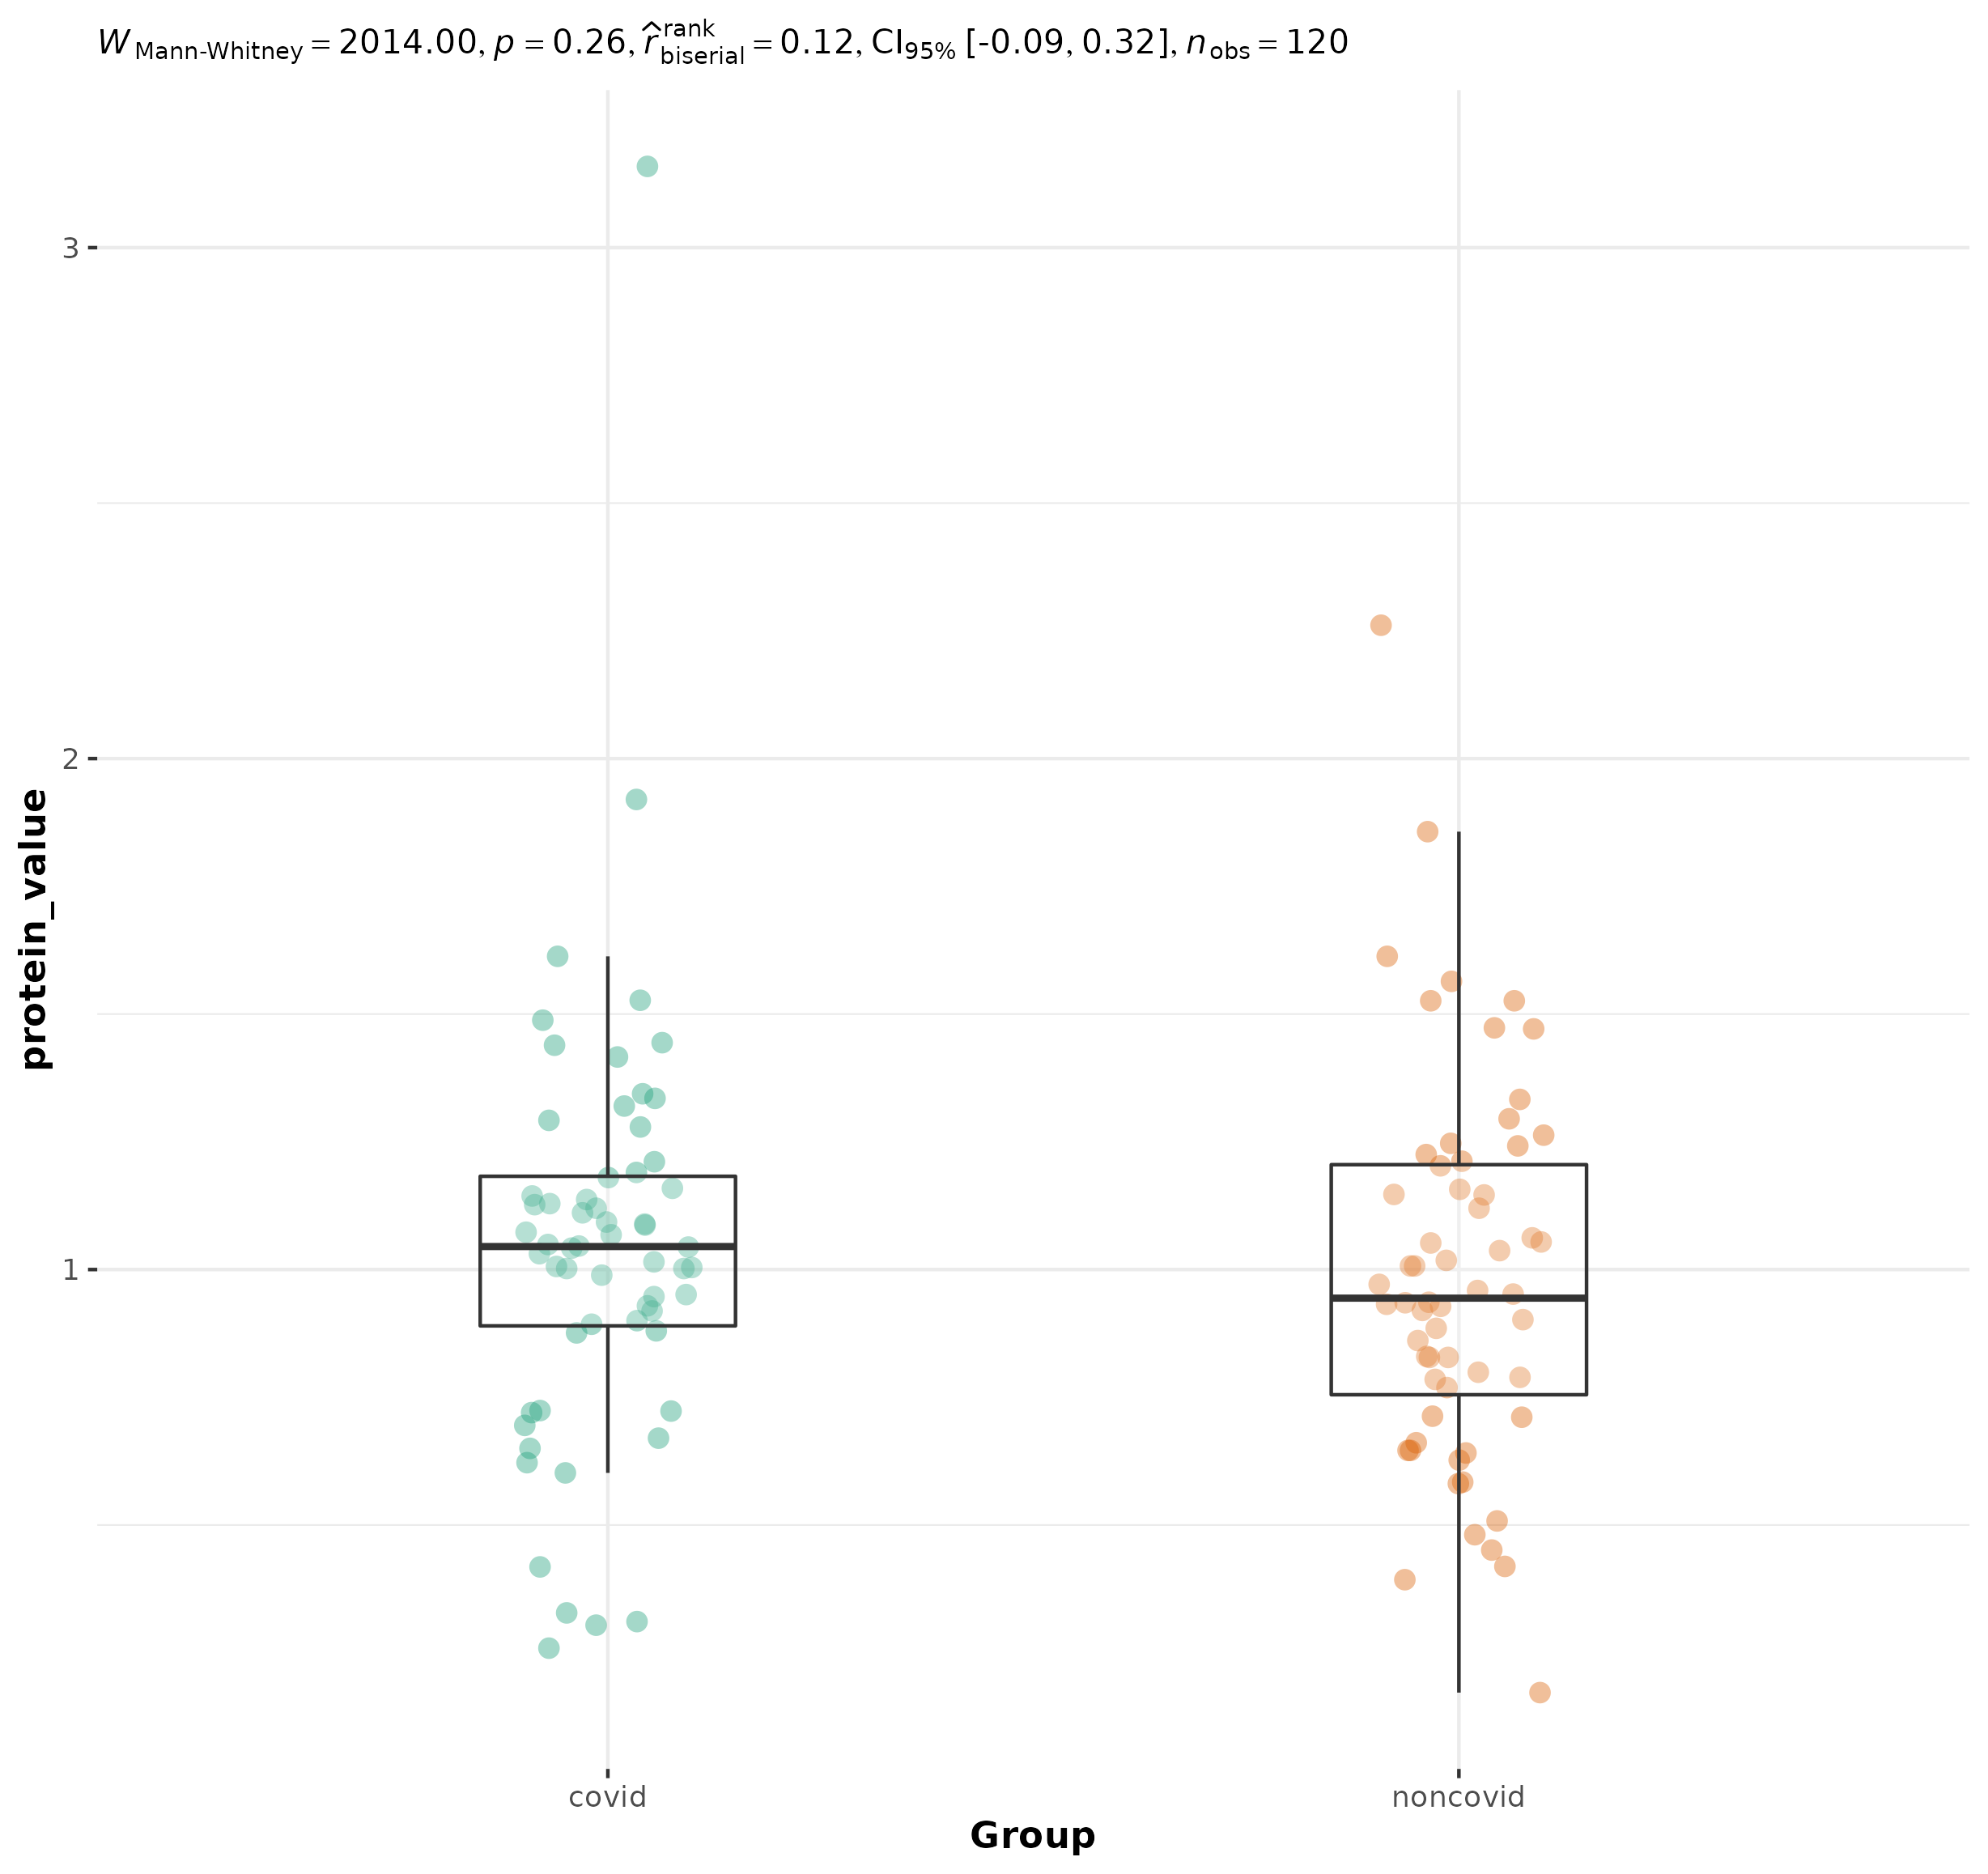 W Mann-Whitney = 2014.00, p = 0.26, r̂ rank biserial = 0.12, CI95% [-0.09, 0.32], nobs = 120
3
2
1
protein_value
covid noncovid
Group